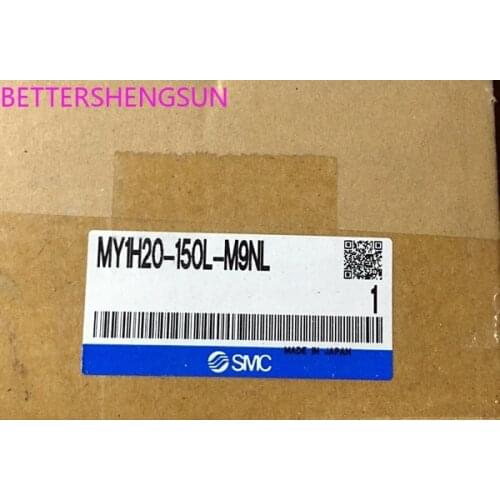 BETTERSHENGSUN
MY1H20-150L-M9NL
1
MADE IN JAPAN
SMC